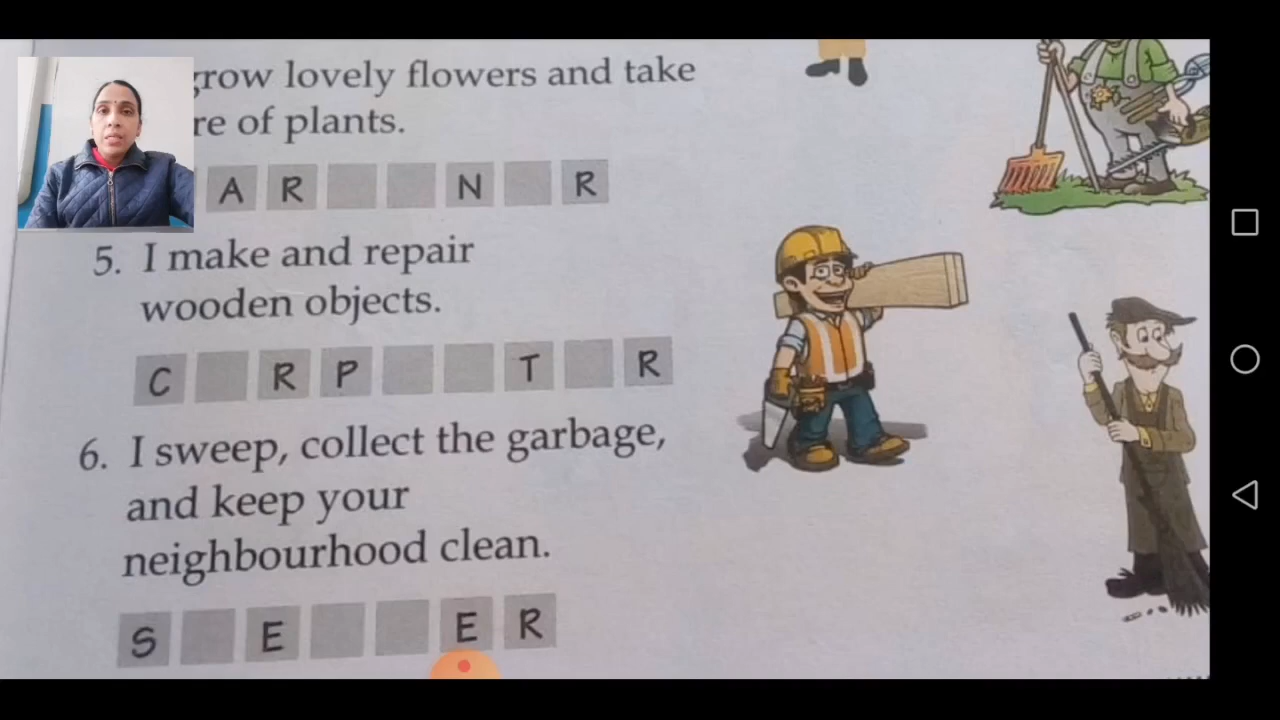 row lovely flowers and take
re of plants.
A R N R
5. I make and repair
wooden objects.
C R P T R
6. I sweep, collect the garbage,
and keep your
neighbourhood clean.
S E E R